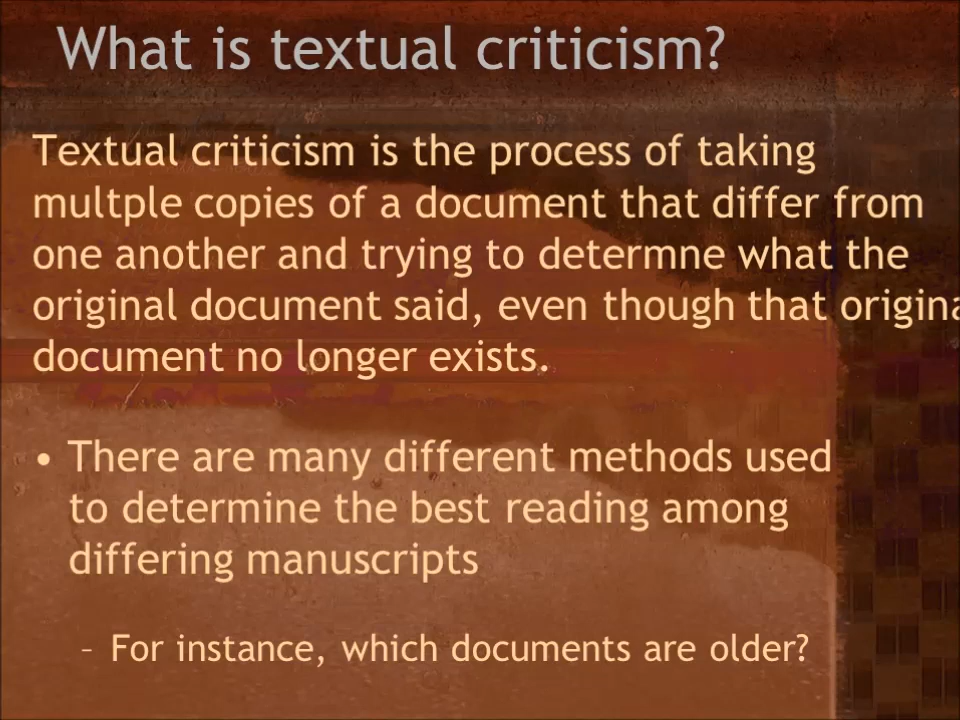 What is textual criticism?
Textual criticism is the process of taking
multple copies of a document that differ from
one another and trying to determne what the
original document said, even though that origina
document no longer exists.
• There are many different methods used
to determine the best reading among
differing manuscripts
– For instance, which documents are older?